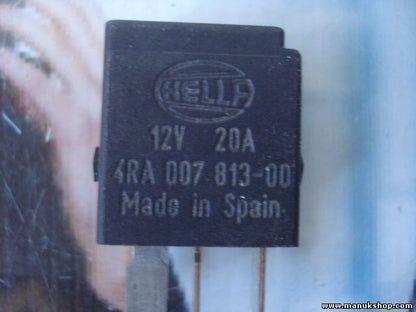 HELLA
12V 20A
4RA 007 813-00
Made in Spain
www.manukshop.com